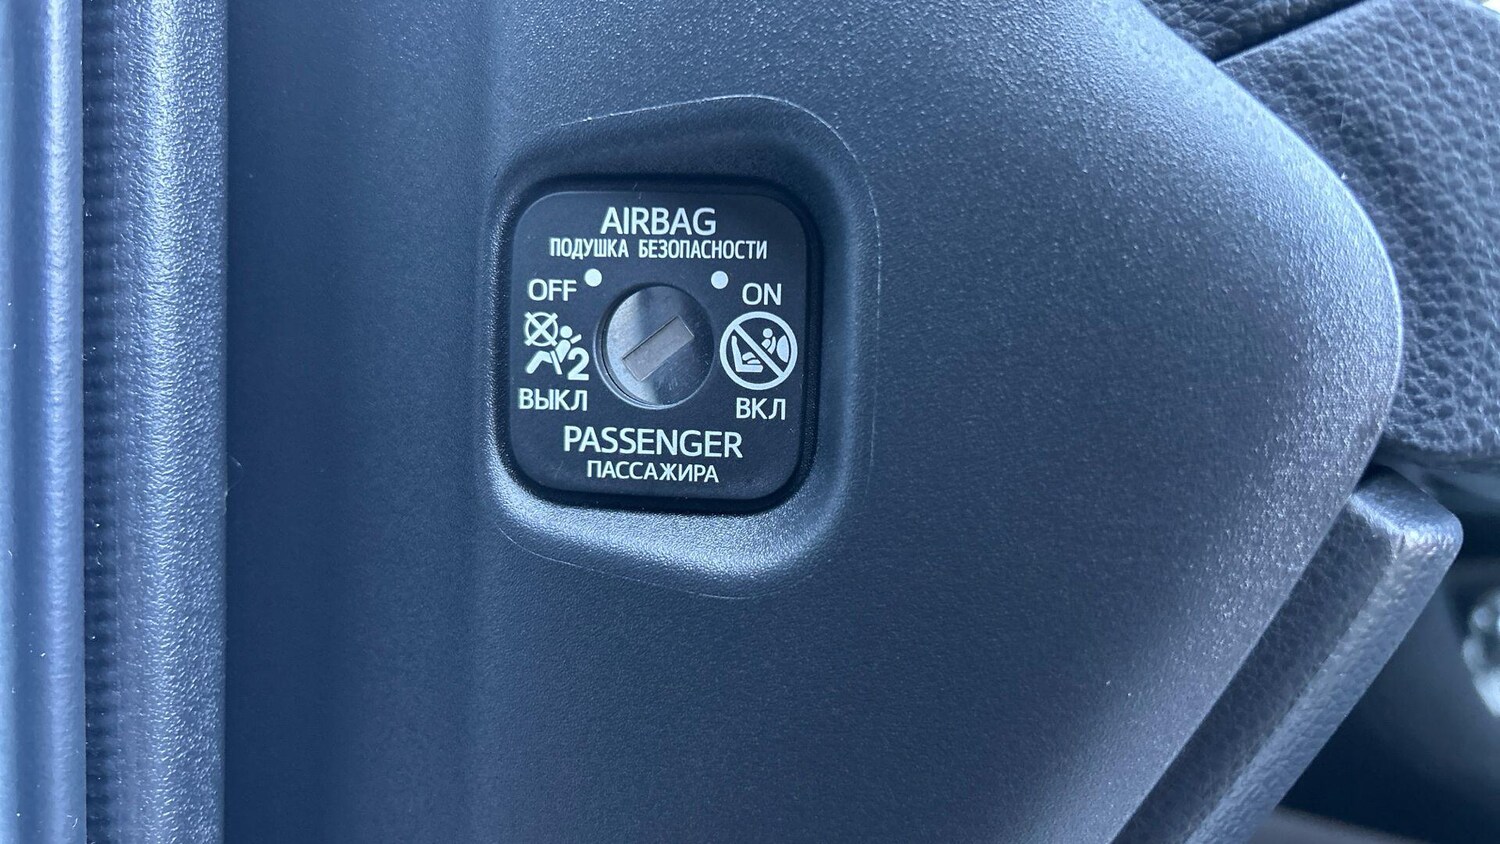 AIRBAG
ПОДУШКА БЕЗОПАСНОСТИ
OFF ON
2
ВЫКЛ ВКЛ
PASSENGER
ПАССАЖИРА